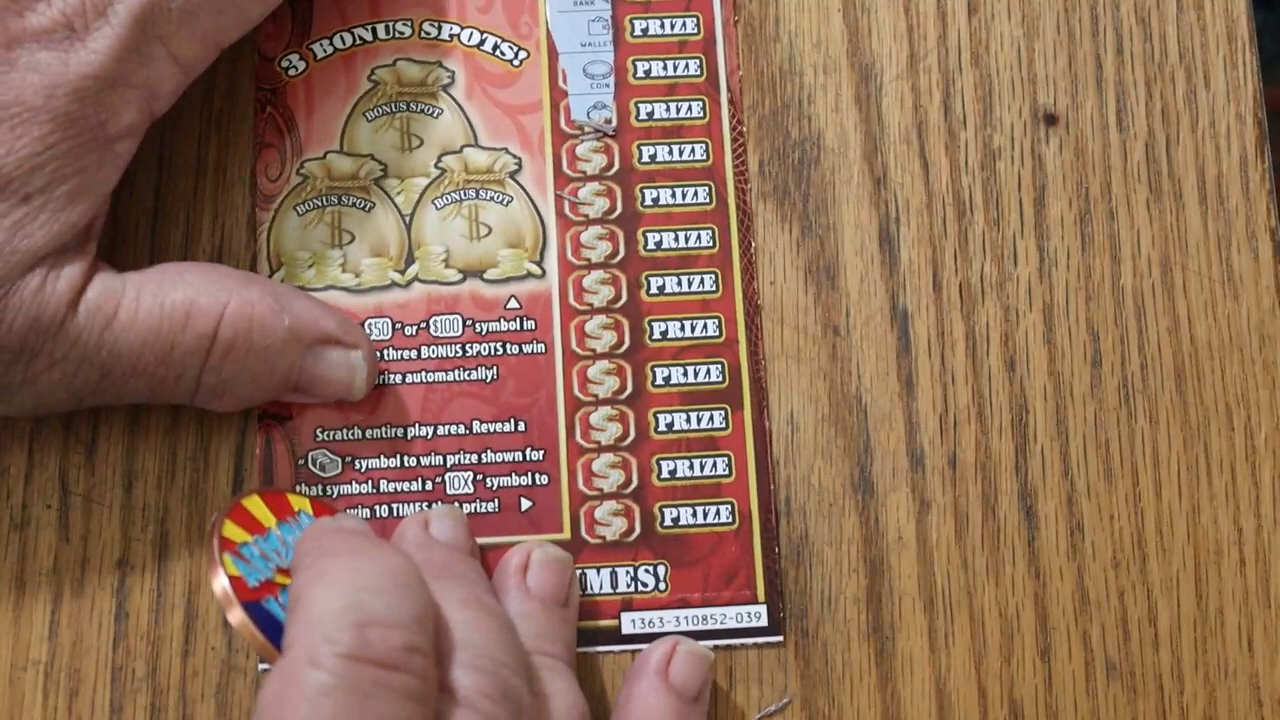 3 BONUS SPOTS!
BONUS SPOT
BONUS SPOT
BONUS SPOT
$50 " or " $100 " symbol in
three BONUS SPOTS to win
automatically!
Scratch entire play area. Reveal a
" " symbol to win prize shown for
that symbol. Reveal a " 10X " symbol to
win 10 TIMES prize!
BANK
WALLET
COIN
PRIZE
PRIZE
PRIZE
PRIZE
PRIZE
PRIZE
PRIZE
PRIZE
PRIZE
PRIZE
PRIZE
PRIZE
IMES!
1363-310852-039